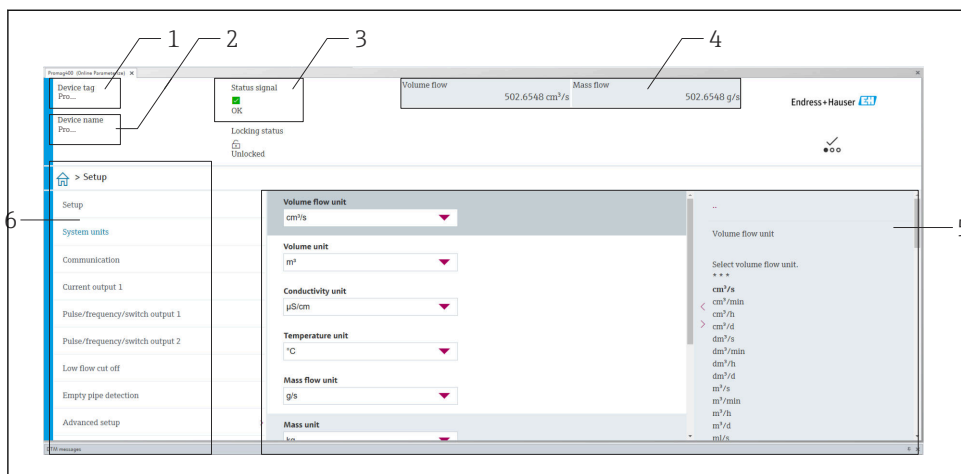 1
2
3
4
Promag400 (Online Parameterize) ×
Device tag
Pro...
Device name
Pro...
Status signal
OK
Locking status
Unlocked
Volume flow
502.6548 cm³/s
Mass flow
502.6548 g/s
Endress+Hauser EH
> Setup
6
5
Setup
System units
Communication
Current output 1
Pulse/frequency/switch output 1
Pulse/frequency/switch output 2
Low flow cut off
Empty pipe detection
Advanced setup
Volume flow unit
cm³/s
Volume unit
m³
Conductivity unit
µS/cm
Temperature unit
°C
Mass flow unit
g/s
Mass unit
kg
..
Volume flow unit
Select volume flow unit.
* * *
cm³/s
cm³/min
cm³/h
cm³/d
dm³/s
dm³/min
dm³/h
dm³/d
m³/s
m³/min
m³/h
m³/d
ml/s
DTM messages